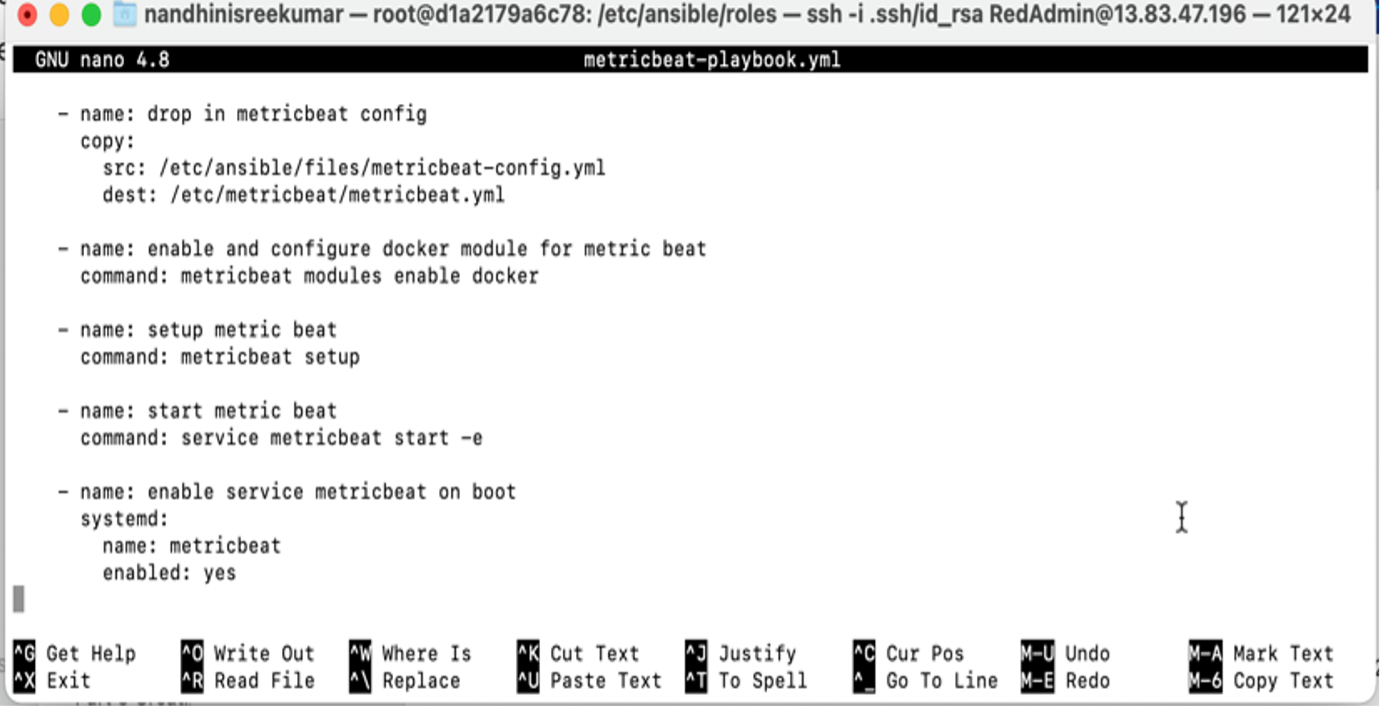 nandhinisreekumar — root@d1a2179a6c78: /etc/ansible/roles — ssh -i .ssh/id_rsa RedAdmin@13.83.47.196 — 121×24
GNU nano 4.8 metricbeat-playbook.yml
- name: drop in metricbeat config
copy:
src: /etc/ansible/files/metricbeat-config.yml
dest: /etc/metricbeat/metricbeat.yml
- name: enable and configure docker module for metric beat
command: metricbeat modules enable docker
- name: setup metric beat
command: metricbeat setup
- name: start metric beat
command: service metricbeat start -e
- name: enable service metricbeat on boot
systemd:
name: metricbeat
enabled: yes
^G Get Help ^O Write Out ^W Where Is ^K Cut Text ^J Justify ^C Cur Pos M-U Undo M-A Mark Text
^X Exit ^R Read File ^\ Replace ^U Paste Text ^T To Spell ^_ Go To Line M-E Redo M-6 Copy Text